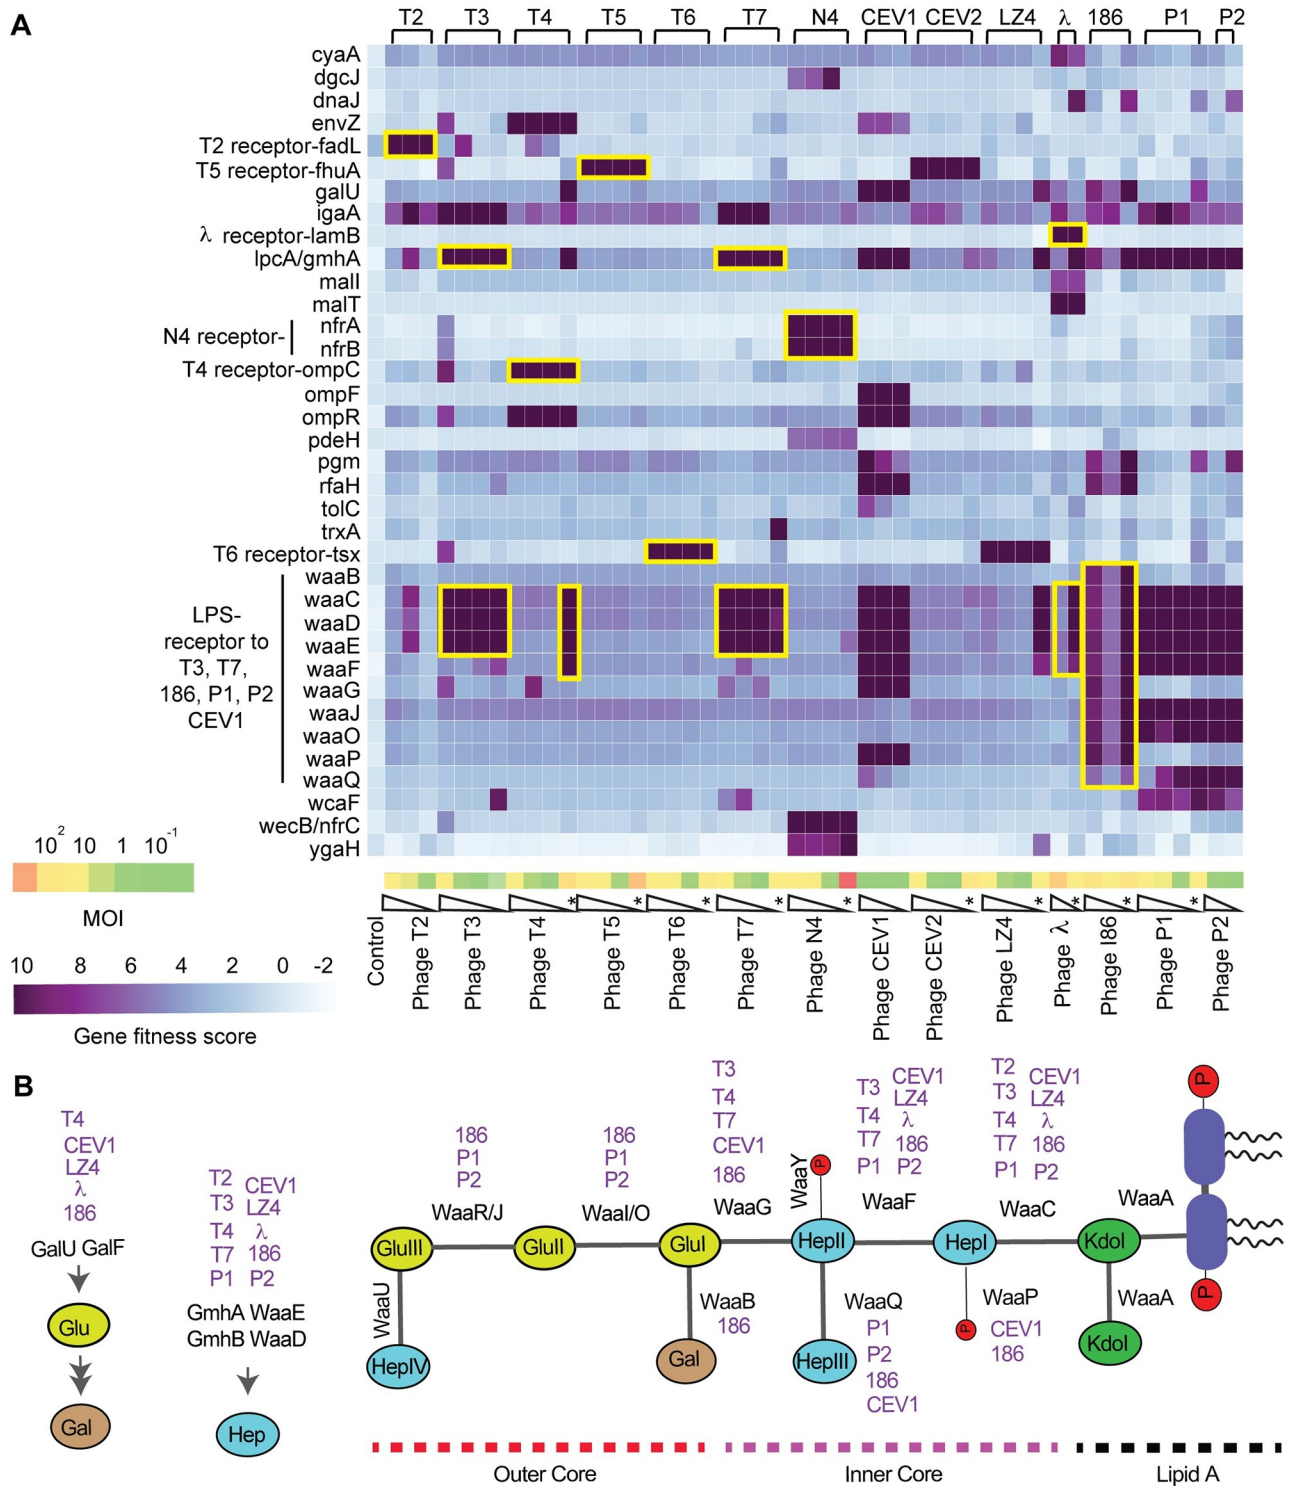 A
T2 T3 T4 T5 T6 T7 N4 CEV1 CEV2 LZ4 λ 186 P1 P2
cyaA
dgcJ
dnaJ
envZ
T2 receptor-fadL
T5 receptor-fhuA
galU
igaA
λ receptor-lamB
lpcA/gmhA
malI
malT
nfrA
N4 receptor-
nfrB
T4 receptor-ompC
ompF
ompR
pdeH
pgm
rfaH
tolC
trxA
T6 receptor-tsx
waaB
waaC
waaD
waaE
waaF
waaG
waaJ
waaO
waaP
waaQ
LPS-
receptor to
T3, T7,
186, P1, P2
CEV1
wcaF
wecB/nfrC
ygaH
10² 10 1 10⁻¹
MOI
* * * * * * * * * *
Control
Phage T2
Phage T3
Phage T4
Phage T5
Phage T6
Phage T7
Phage N4
Phage CEV1
Phage CEV2
Phage LZ4
Phage λ
Phage I86
Phage P1
Phage P2
10 8 6 4 2 0 -2
Gene fitness score
B
T4
CEV1
LZ4
λ
186
GalU GalF
Glu
Gal
T2 CEV1
T3 LZ4
T4 λ
T7 186
P1 P2
GmhA WaaE
GmhB WaaD
Hep
186
P1
P2
WaaR/J
186
P1
P2
WaaI/O
T3
T4
T7
CEV1
186
WaaG
WaaY
P
T3 CEV1
T4 LZ4
T7 λ
P1 186
P2
WaaF
T2 CEV1
T3 LZ4
T4 λ
T7 186
P1 P2
WaaC
WaaA
P
GluIII
GluII
GluI
HepII
HepI
KdoI
WaaU
HepIV
WaaB
186
Gal
WaaQ
P1
P2
186
CEV1
HepIII
P
WaaP
CEV1
186
WaaA
KdoI
P
Outer Core
Inner Core
Lipid A